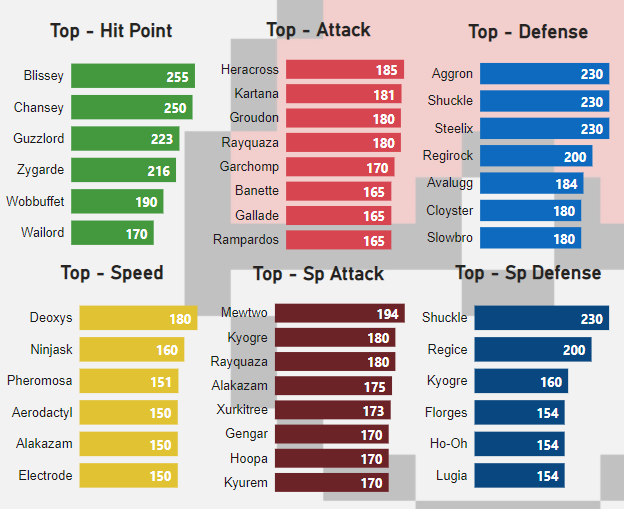 Top - Hit Point
Blissey 255
Chansey 250
Guzzlord 223
Zygarde 216
Wobbuffet 190
Wailord 170
Top - Attack
Heracross 185
Kartana 181
Groudon 180
Rayquaza 180
Garchomp 170
Banette 165
Gallade 165
Rampardos 165
Top - Defense
Aggron 230
Shuckle 230
Steelix 230
Regirock 200
Avalugg 184
Cloyster 180
Slowbro 180
Top - Speed
Deoxys 180
Ninjask 160
Pheromosa 151
Aerodactyl 150
Alakazam 150
Electrode 150
Top - Sp Attack
Mewtwo 194
Kyogre 180
Rayquaza 180
Alakazam 175
Xurkitree 173
Gengar 170
Hoopa 170
Kyurem 170
Top - Sp Defense
Shuckle 230
Regice 200
Kyogre 160
Florges 154
Ho-Oh 154
Lugia 154